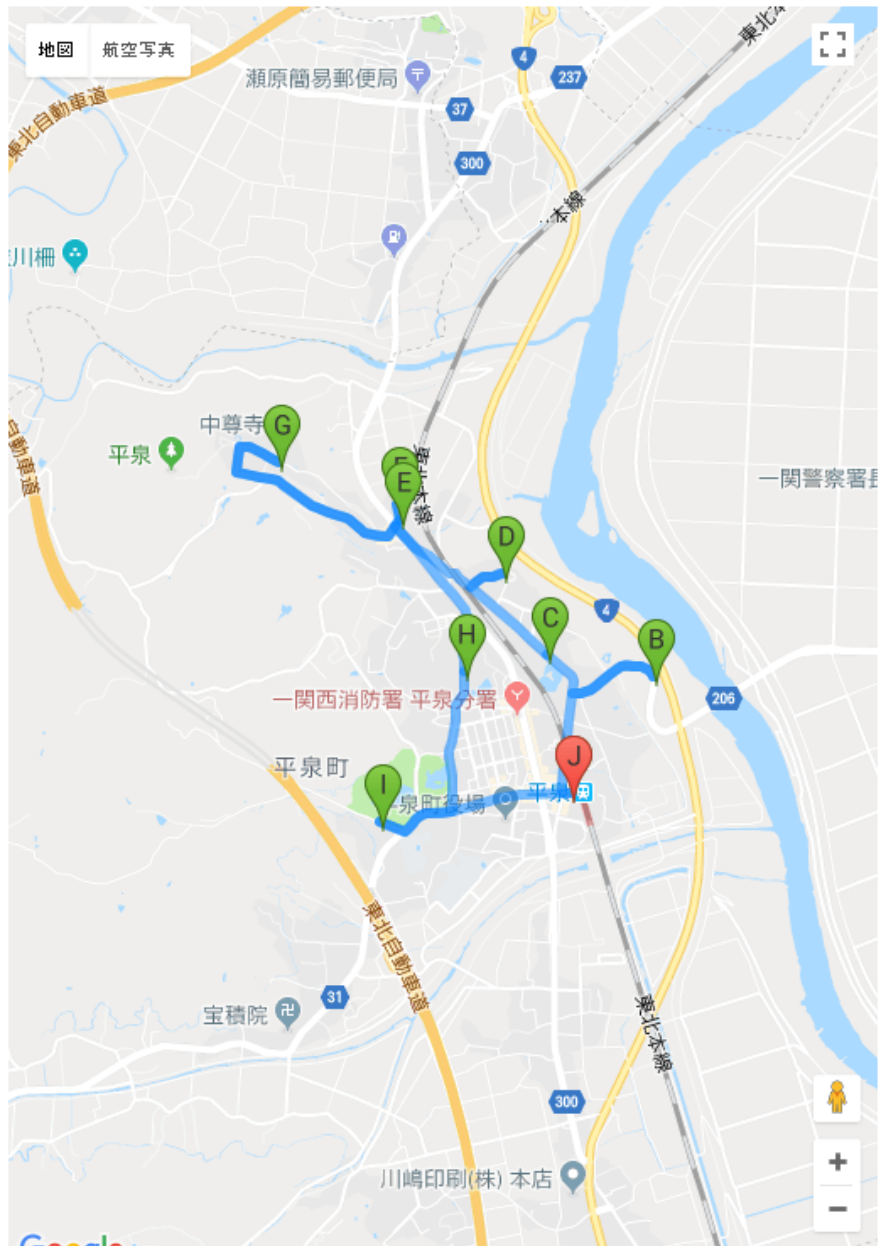 地図
航空写真
東北本
4
瀬原簡易郵便局
237
37
東北自動車道
300
本線
川柵
中尊寺
G
平泉
E
自動車道
一関警察署
D
C
4
B
H
一関西消防署 平泉分署
206
平泉町
J
I
泉町役場
平泉
東北自動車道
31
宝積院
東北本線
300
川嶋印刷(株) 本店
+
−
Google